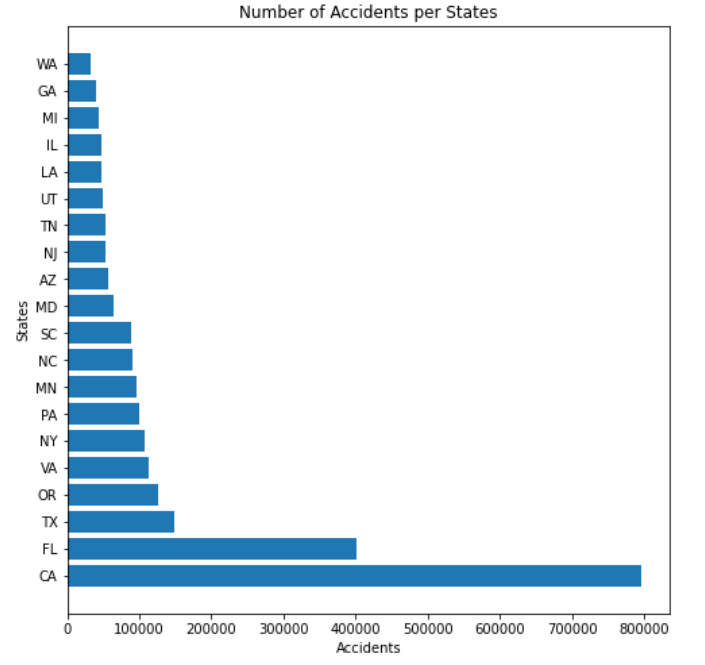 Number of Accidents per States
WA
GA
MI
IL
LA
UT
TN
NJ
AZ
MD
SC
NC
MN
PA
NY
VA
OR
TX
FL
CA
States
0 100000 200000 300000 400000 500000 600000 700000 800000
Accidents